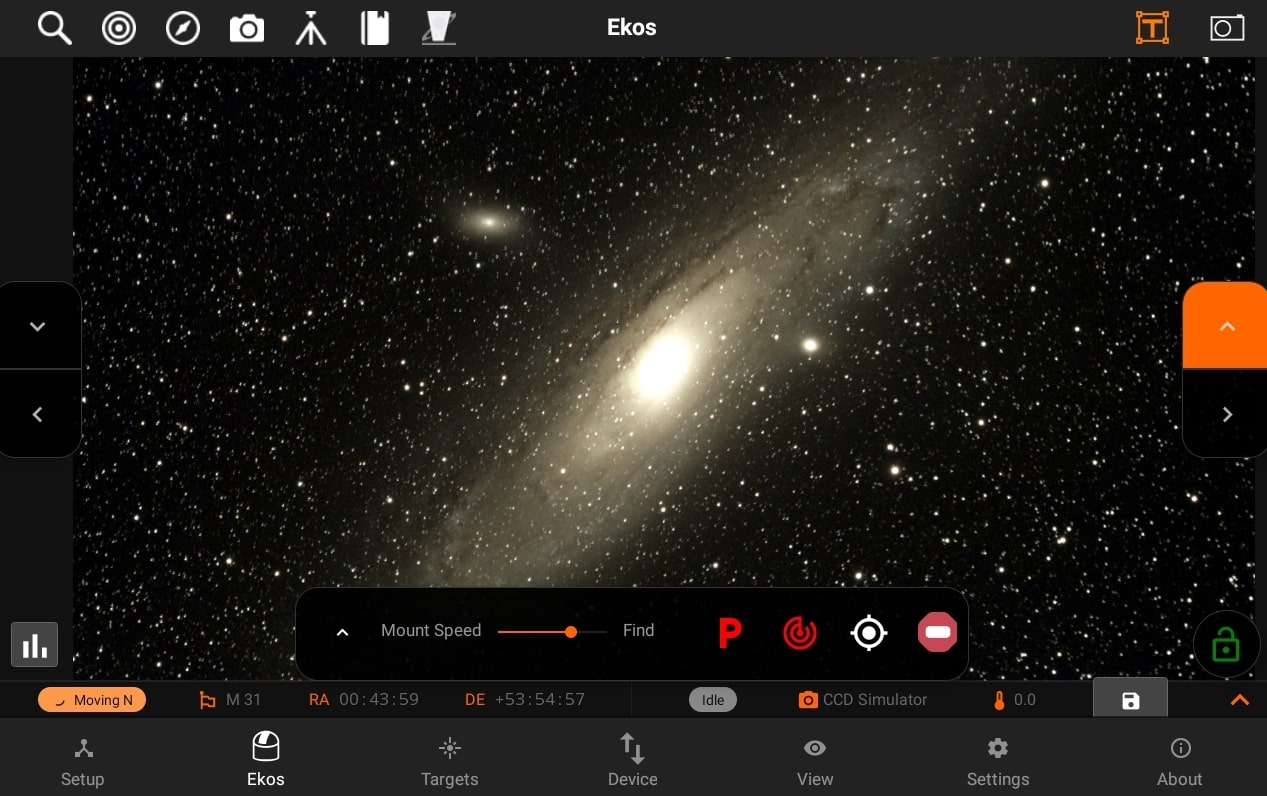 Ekos
T
Mount Speed Find P
Moving N M 31 RA 00:43:59 DE +53:54:57 Idle CCD Simulator 0.0
Setup Ekos Targets Device View Settings About